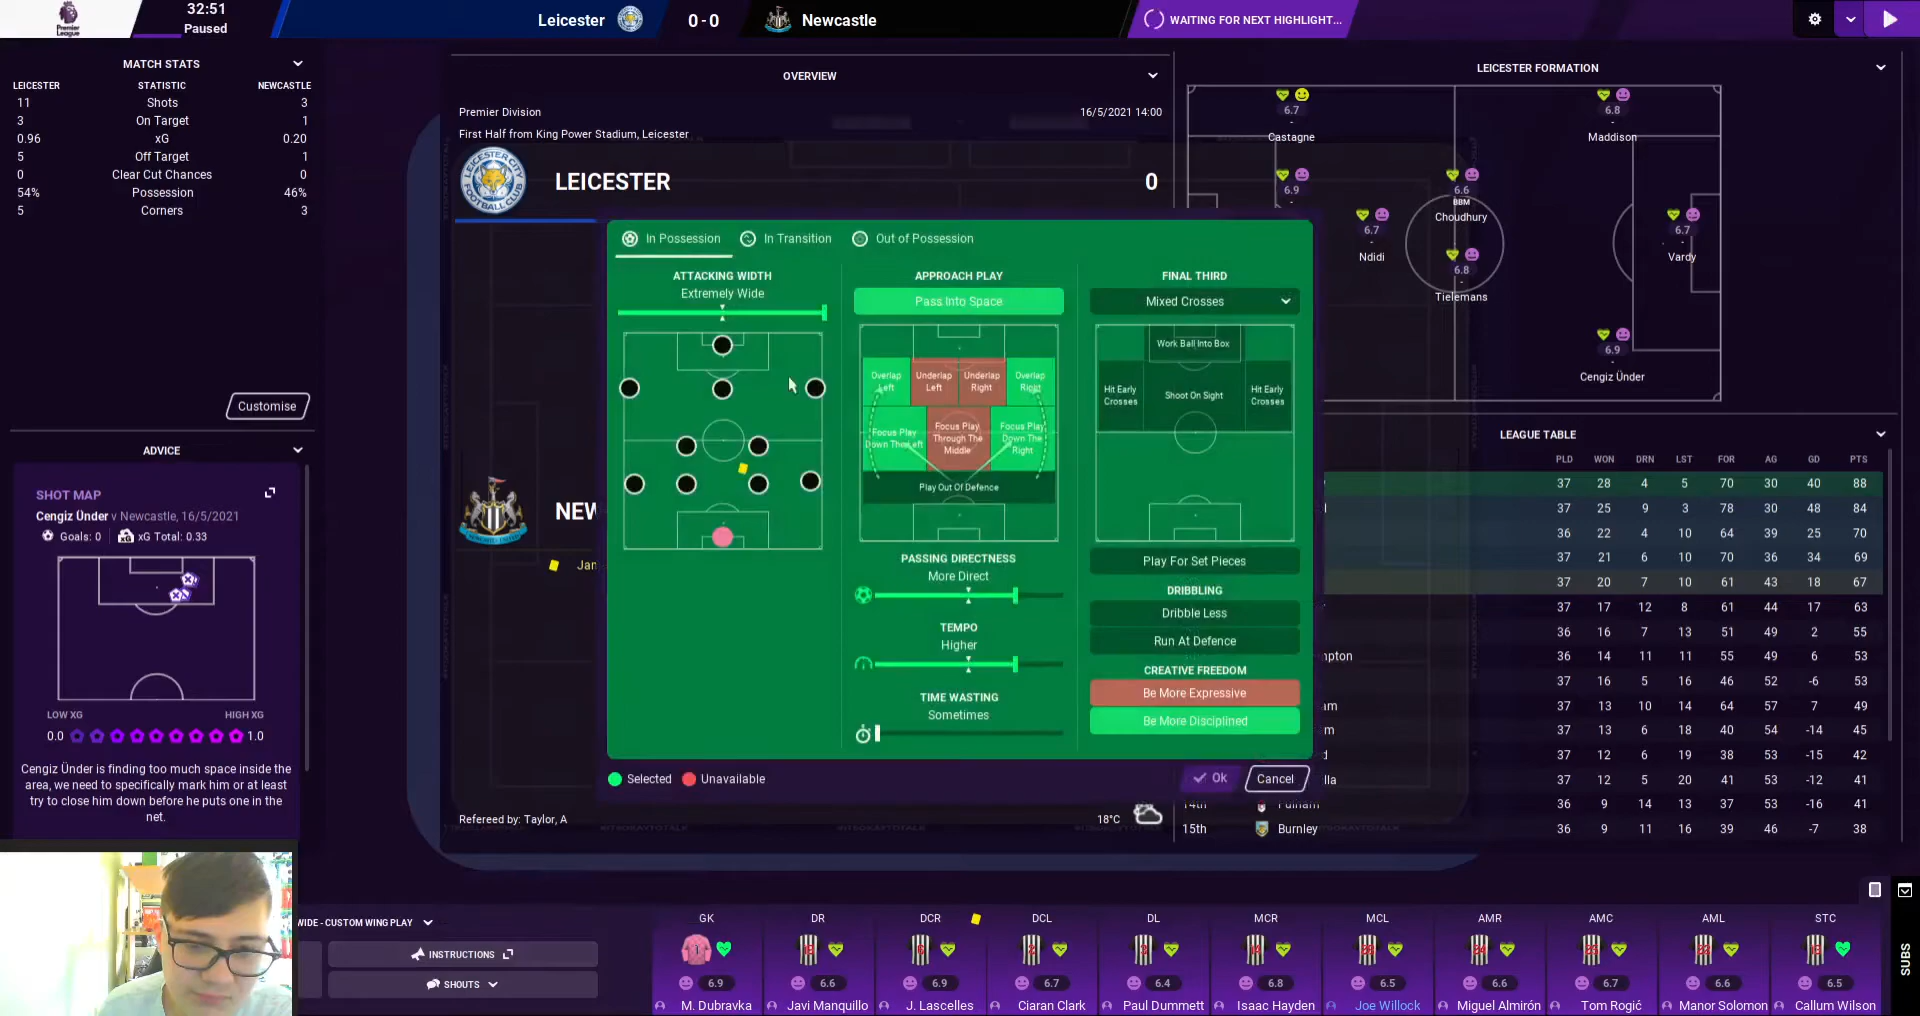 32:51
Paused
Leicester
0 - 0
Newcastle
WAITING FOR NEXT HIGHLIGHT...
MATCH STATS
LEICESTER STATISTIC NEWCASTLE
11 Shots 3
3 On Target 1
0.96 xG 0.20
5 Off Target 1
0 Clear Cut Chances 0
54% Possession 46%
5 Corners 3
Customise
ADVICE
SHOT MAP
Cengiz Ünder v Newcastle, 16/5/2021
Goals: 0 xG Total: 0.33
LOW XG HIGH XG
0.0 1.0
Cengiz Ünder is finding too much space inside the
area, we need to specifically mark him or at least
try to close him down before he puts one in the
net.
OVERVIEW
Premier Division 16/5/2021 14:00
First Half from King Power Stadium, Leicester
LEICESTER 0
NEW
Jan
Refereed by: Taylor, A 18°C
In Possession In Transition Out of Possession
ATTACKING WIDTH
Extremely Wide
APPROACH PLAY
Pass Into Space
Overlap Left
Underlap Left
Underlap Right
Overlap Right
Focus Play Down The Left
Focus Play Through The Middle
Focus Play Down The Right
Play Out Of Defence
PASSING DIRECTNESS
More Direct
TEMPO
Higher
TIME WASTING
Sometimes
FINAL THIRD
Mixed Crosses
Work Ball Into Box
Hit Early Crosses
Shoot On Sight
Hit Early Crosses
Play For Set Pieces
DRIBBLING
Dribble Less
Run At Defence
CREATIVE FREEDOM
Be More Expressive
Be More Disciplined
Selected Unavailable
Ok Cancel
LEICESTER FORMATION
6.7
-
Castagne
6.8
-
Maddison
6.9
6.6
BBM
Choudhury
6.7
-
Ndidi
6.7
-
Vardy
6.8
-
Tielemans
6.9
-
Cengiz Ünder
LEAGUE TABLE
PLD WON DRN LST FOR AG GD PTS
37 28 4 5 70 30 40 88
37 25 9 3 78 30 48 84
36 22 4 10 64 39 25 70
37 21 6 10 70 36 34 69
37 20 7 10 61 43 18 67
37 17 12 8 61 44 17 63
36 16 7 13 51 49 2 55
mpton 36 14 11 11 55 49 6 53
37 16 5 16 46 52 -6 53
am 37 13 10 14 64 57 7 49
m 37 13 6 18 40 54 -14 45
d 37 12 6 19 38 53 -15 42
lla 37 12 5 20 41 53 -12 41
14th Fulham 36 9 14 13 37 53 -16 41
15th Burnley 36 9 11 16 39 46 -7 38
WIDE - CUSTOM WING PLAY
INSTRUCTIONS
SHOUTS
GK DR DCR DCL DL MCR MCL AMR AMC AML STC
6.9 6.6 6.9 6.7 6.4 6.8 6.5 6.6 6.7 6.6 6.5
M. Dubravka Javi Manquillo J. Lascelles Ciaran Clark Paul Dummett Isaac Hayden Joe Willock Miguel Almirón Tom Rogić Manor Solomon Callum Wilson
SUBS